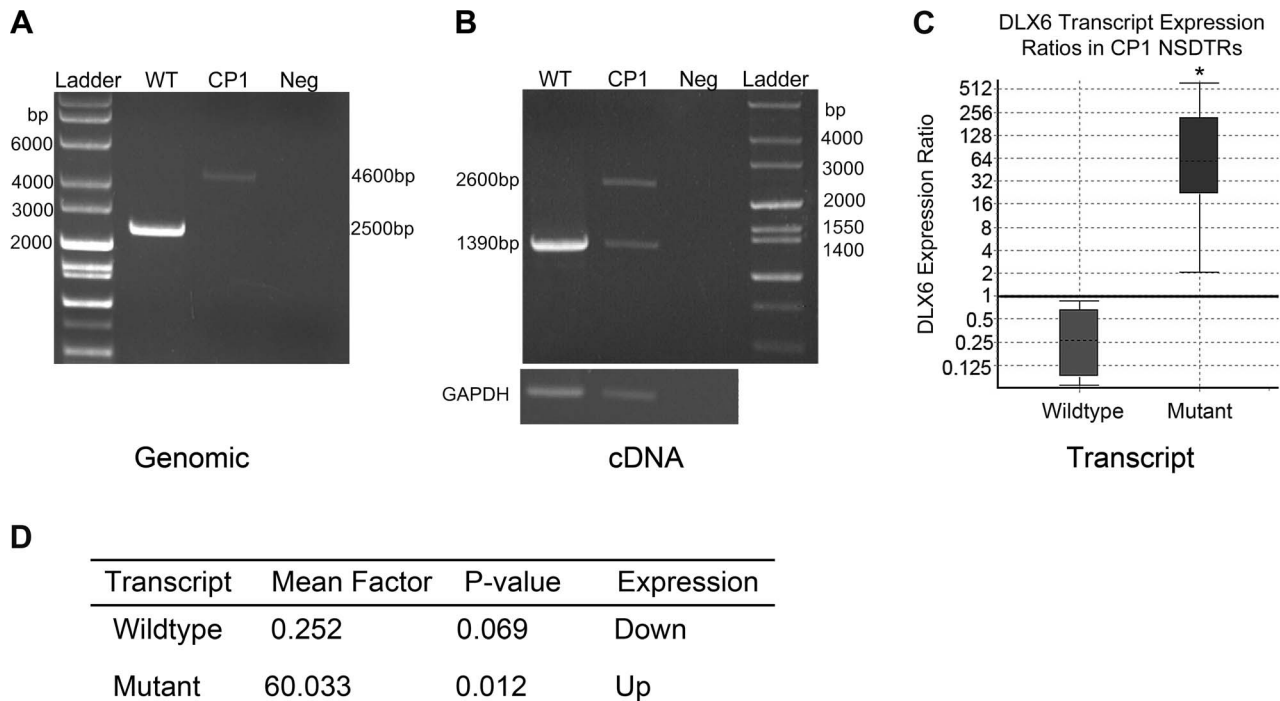 A
Ladder WT CP1 Neg
bp
6000
4000
3000
2000
4600bp
2500bp
Genomic
B
WT CP1 Neg Ladder
2600bp
1390bp
bp
4000
3000
2000
1550
1400
GAPDH
cDNA
C
DLX6 Transcript Expression
Ratios in CP1 NSDTRs
*
DLX6 Expression Ratio
512
256
128
64
32
16
8
4
2
1
0.5
0.25
0.125
Wildtype Mutant
Transcript
D
Transcript Mean Factor P-value Expression
Wildtype 0.252 0.069 Down
Mutant 60.033 0.012 Up